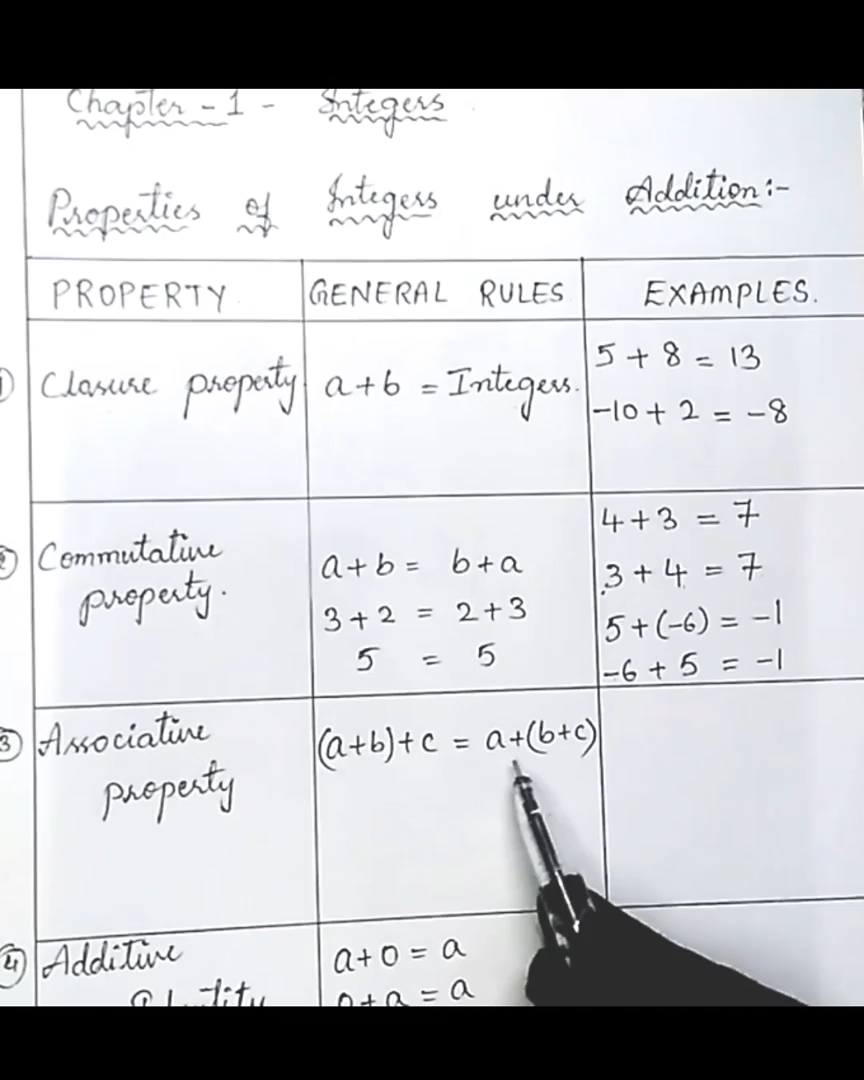 Chapter - 1 - Integers
Properties of Integers under Addition:-
PROPERTY GENERAL RULES EXAMPLES.
① Clasure property a+b = Integers. 5 + 8 = 13
-10 + 2 = -8
② Commutative property. a+b = b+a
3+2 = 2+3
5 = 5
4+3 = 7
3 + 4 = 7
5+(-6) = -1
-6 + 5 = -1
③ Associative property (a+b)+c = a+(b+c)
④ Additive Identity a+0 = a
0+a = a